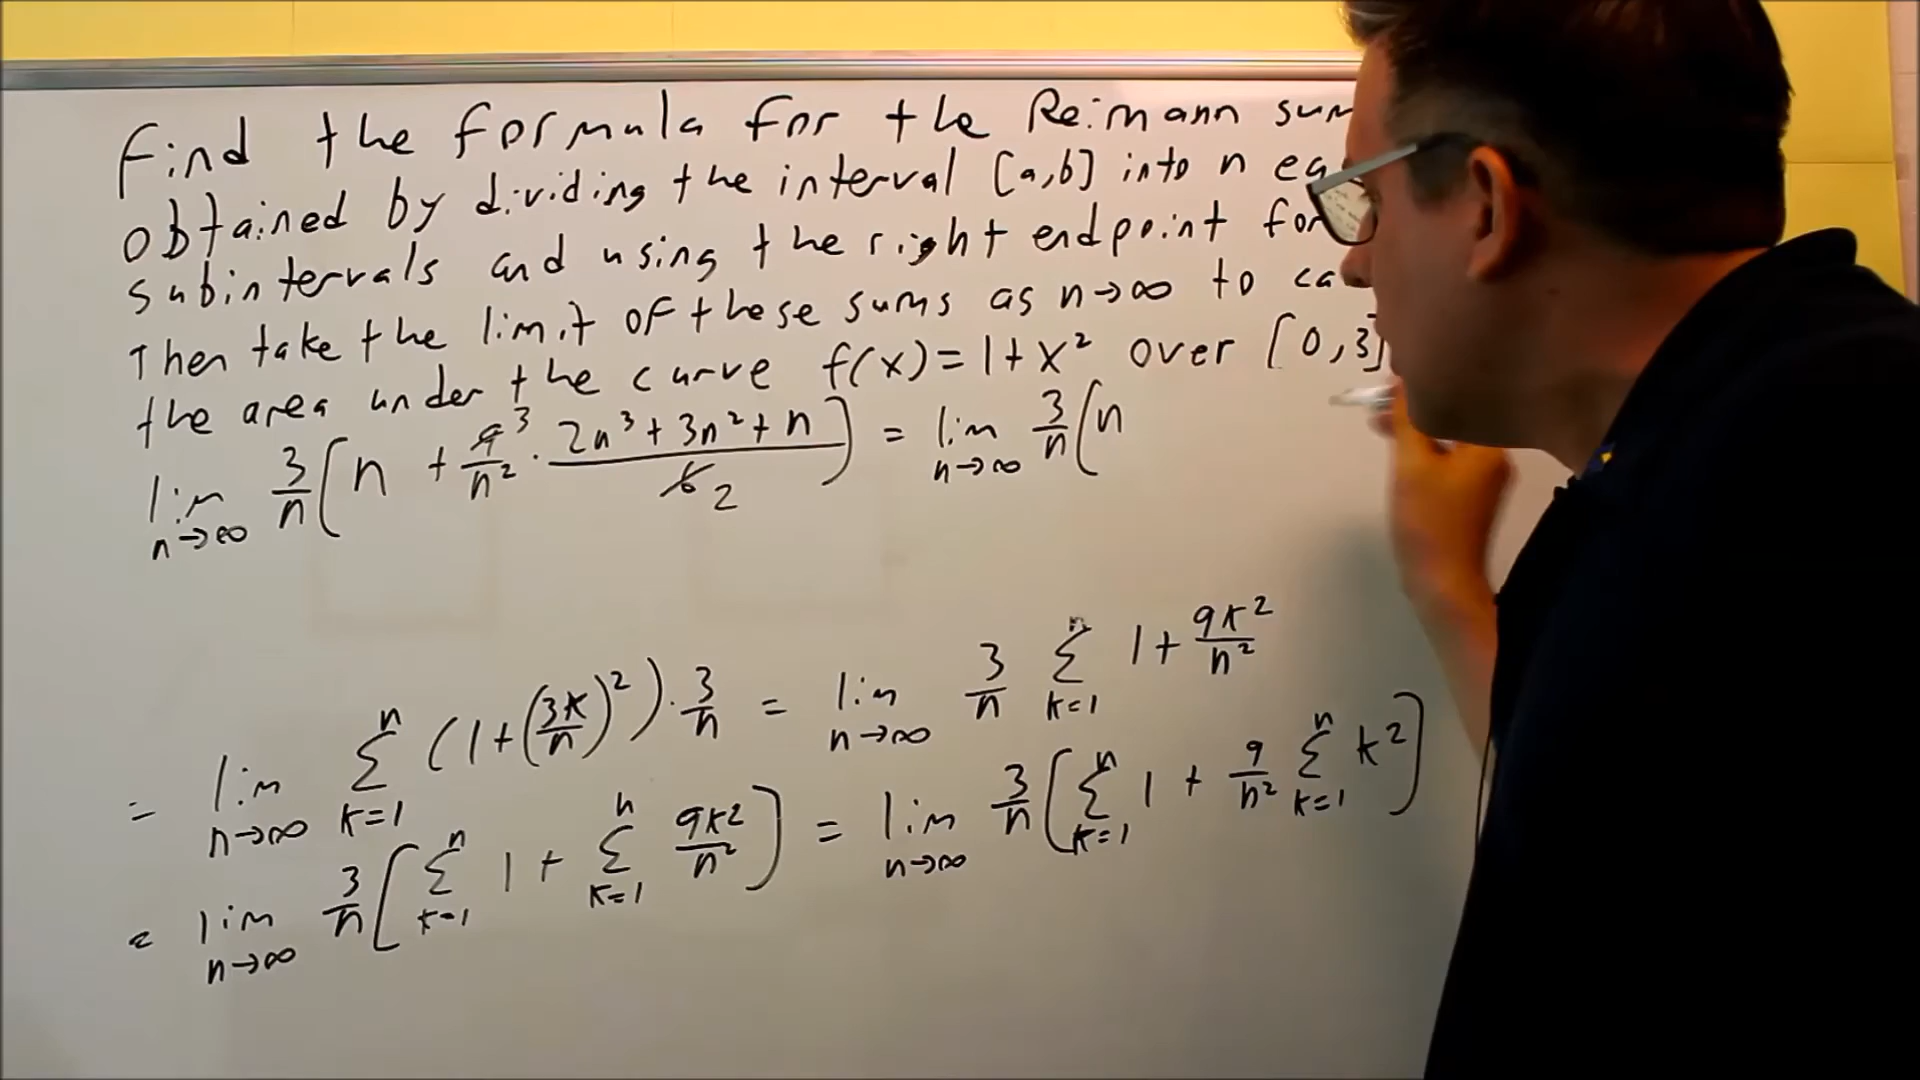 Find the formula for the Reimann sum
obtained by dividing the interval [a,b] into n eq
subintervals and using the right endpoint for
Then take the limit of these sums as n→∞ to ca
the area under the curve f(x)=1+x² over [0,3]
lim n→∞ 3/n [n + 9̸ 3/n² · (2n³+3n²+n)/6̸ 2] = lim n→∞ 3/n [n
= lim n→∞ Σ k=1 n (1+(3k/n)²)·3/n = lim n→∞ 3/n Σ k=1 n 1+9k²/n²
= lim n→∞ 3/n [Σ k=1 n 1 + Σ k=1 n 9k²/n²] = lim n→∞ 3/n [Σ k=1 n 1 + 9/n² Σ k=1 n k²]